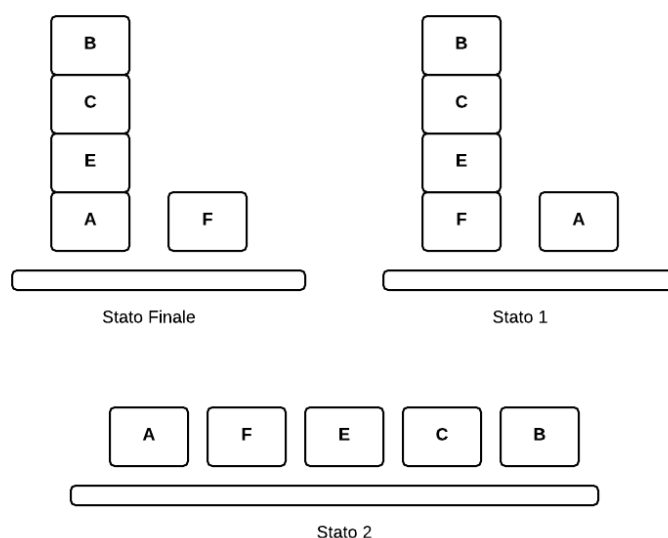 B
C
E
A F
Stato Finale
B
C
E
F A
Stato 1
A F E C B
Stato 2